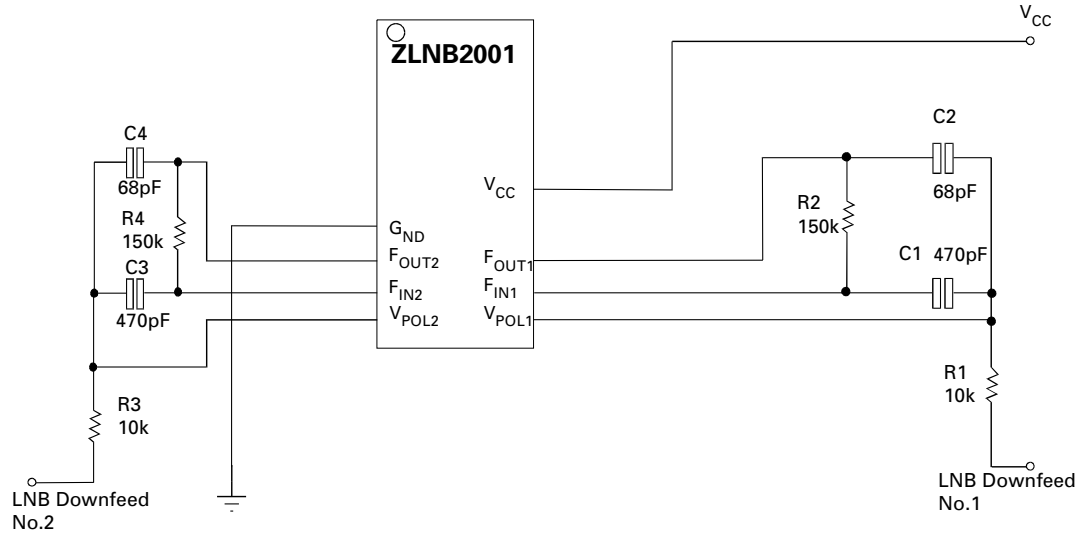 V_CC
ZLNB2001
C4
68pF
R4
150k
C3
470pF
G_ND
F_OUT2
F_IN2
V_POL2
V_CC
F_OUT1
F_IN1
V_POL1
C2
68pF
R2
150k
C1 470pF
R3
10k
R1
10k
LNB Downfeed
No.2
LNB Downfeed
No.1